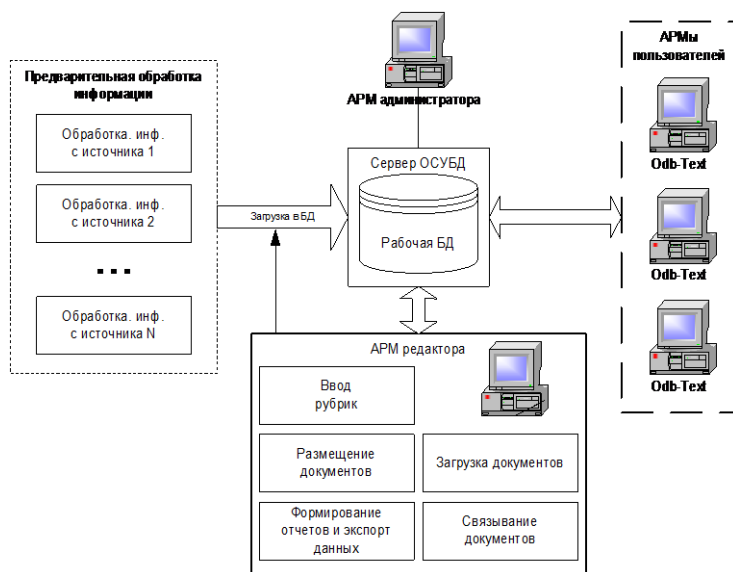 Предварительная обработка
информации
Обработка. инф.
с источника 1
Обработка. инф.
с источника 2
...
Обработка. инф.
с источника N
Загрузка в БД
АРМ администратора
Сервер ОСУБД
Рабочая БД
АРМы
пользователей
Odb-Text
Odb-Text
Odb-Text
АРМ редактора
Ввод
рубрик
Размещение
документов
Загрузка документов
Формирование
отчетов и экспорт
данных
Связывание
документов